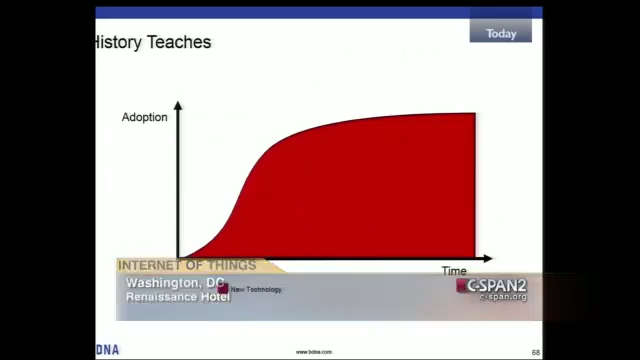 Today
History Teaches
Adoption
INTERNET OF THINGS
Time
Washington, DC
Renaissance Hotel
New Technology
C-SPAN2
c-span.org
BDNA
www.bdna.com
68